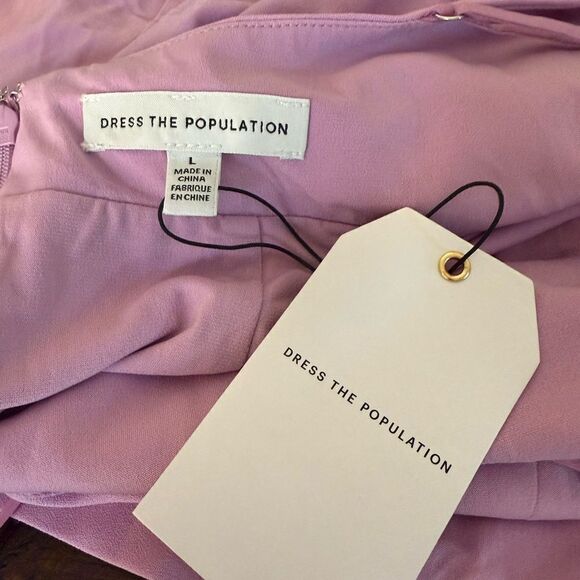 DRESS THE POPULATION
L
MADE IN
CHINA
FABRIQUE
EN CHINE
DRESS THE POPULATION